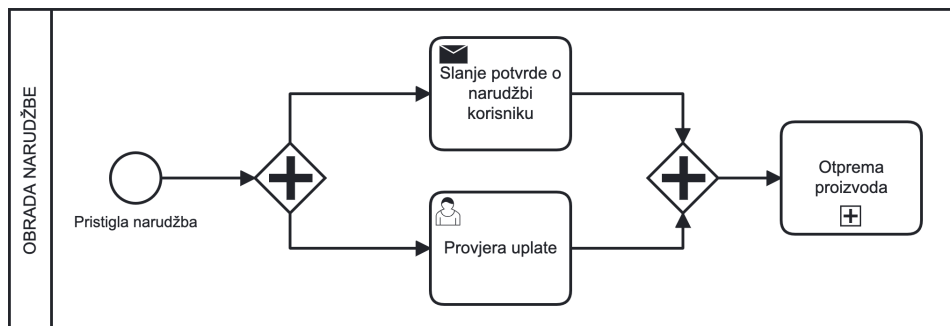 OBRADA NARUDŽBE
Pristigla narudžba
Slanje potvrde o
narudžbi
korisniku
Provjera uplate
Otprema
proizvoda